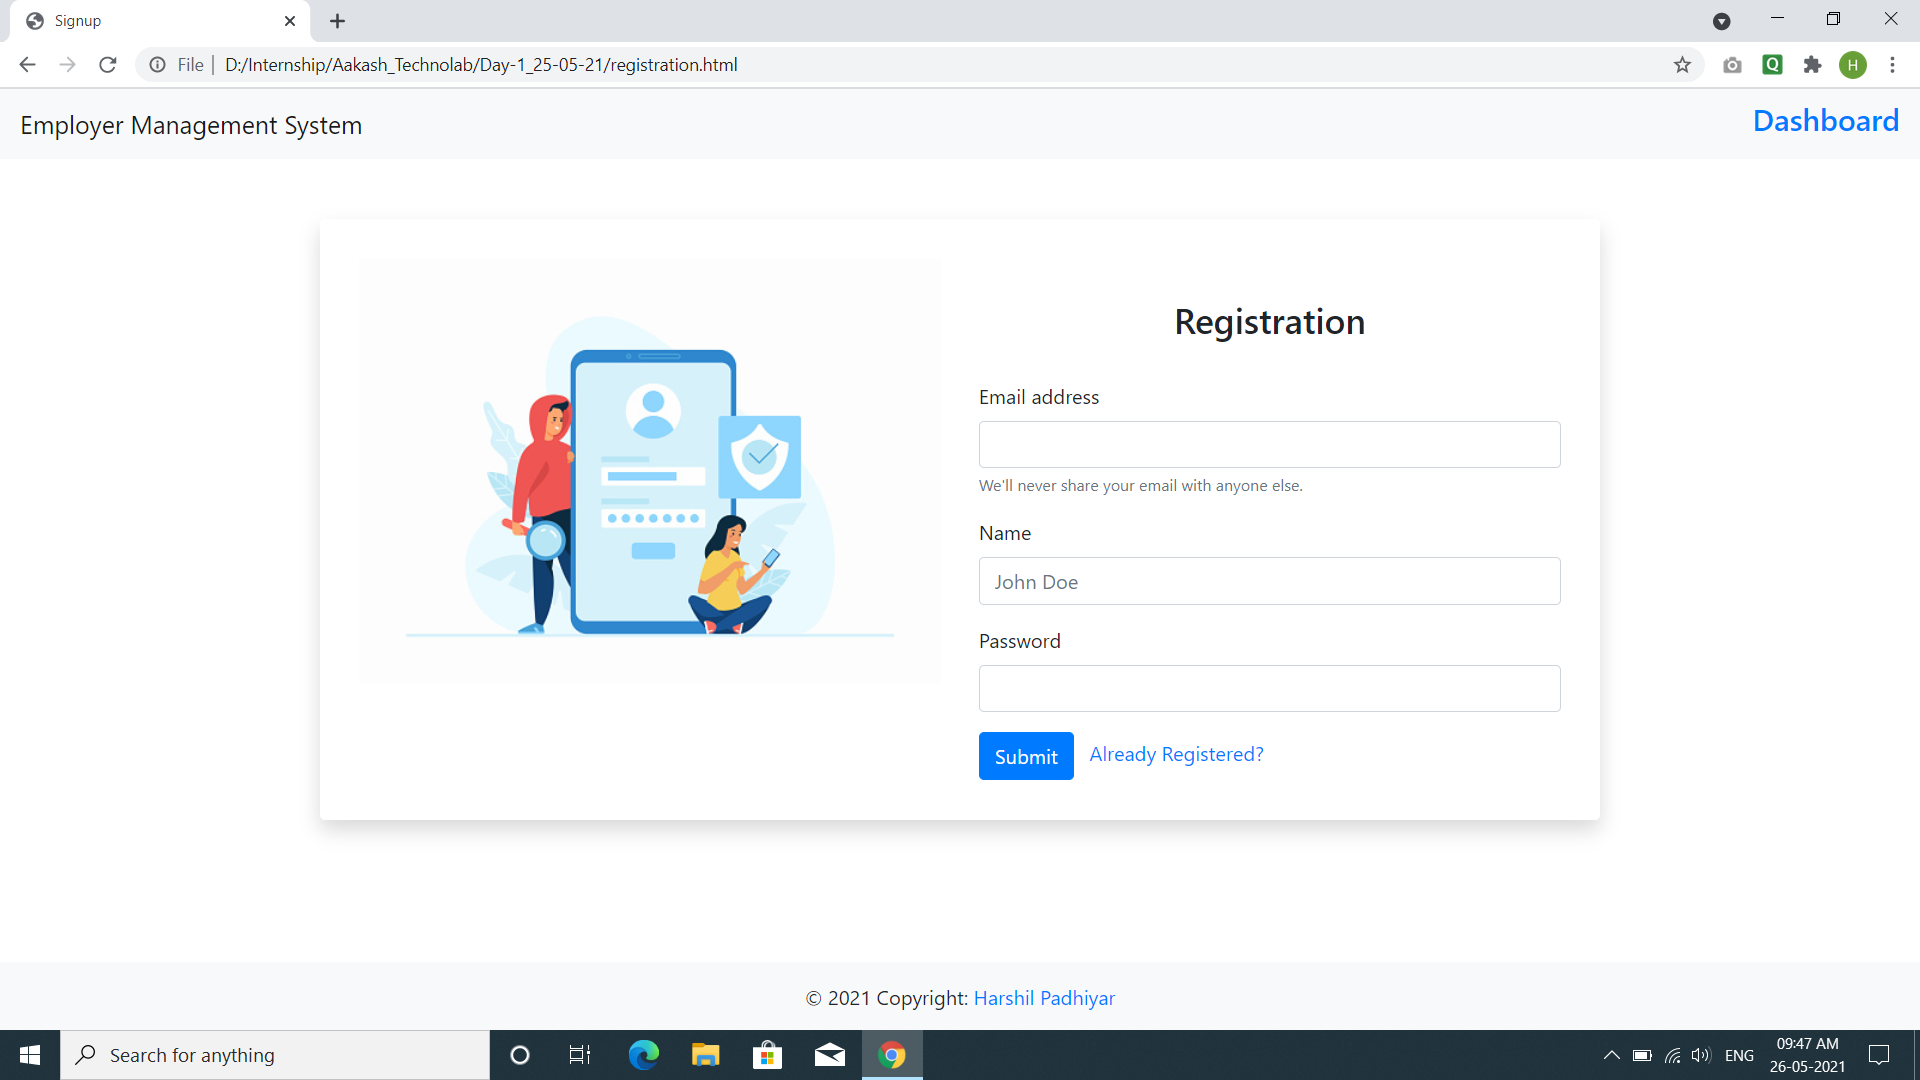 Signup
File | D:/Internship/Aakash_Technolab/Day-1_25-05-21/registration.html
Q
H
Employer Management System
Dashboard
Registration
Email address
We'll never share your email with anyone else.
Name
John Doe
Password
Submit
Already Registered?
© 2021 Copyright: Harshil Padhiyar
Search for anything
ENG
09:47 AM
26-05-2021